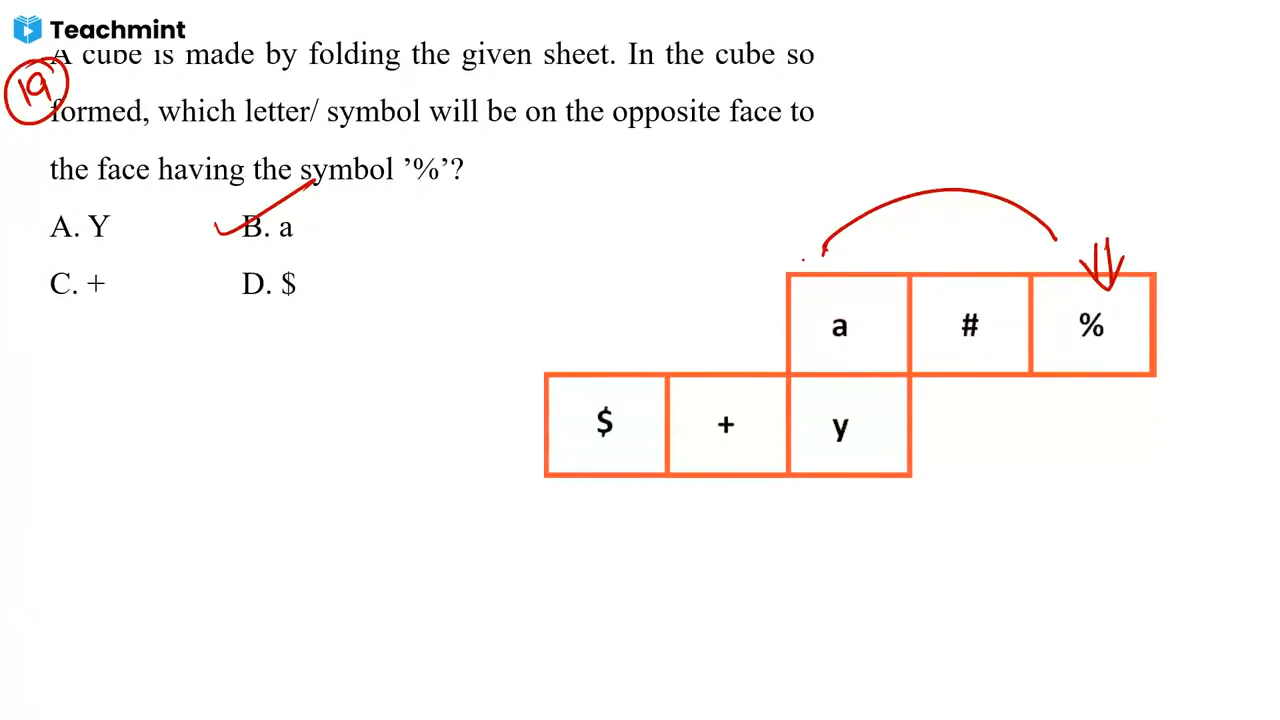 Teachmint
A cube is made by folding the given sheet. In the cube so
19
formed, which letter/ symbol will be on the opposite face to
the face having the symbol ’%’?
A. Y B. a
C. + D. $
a # %
$ + y